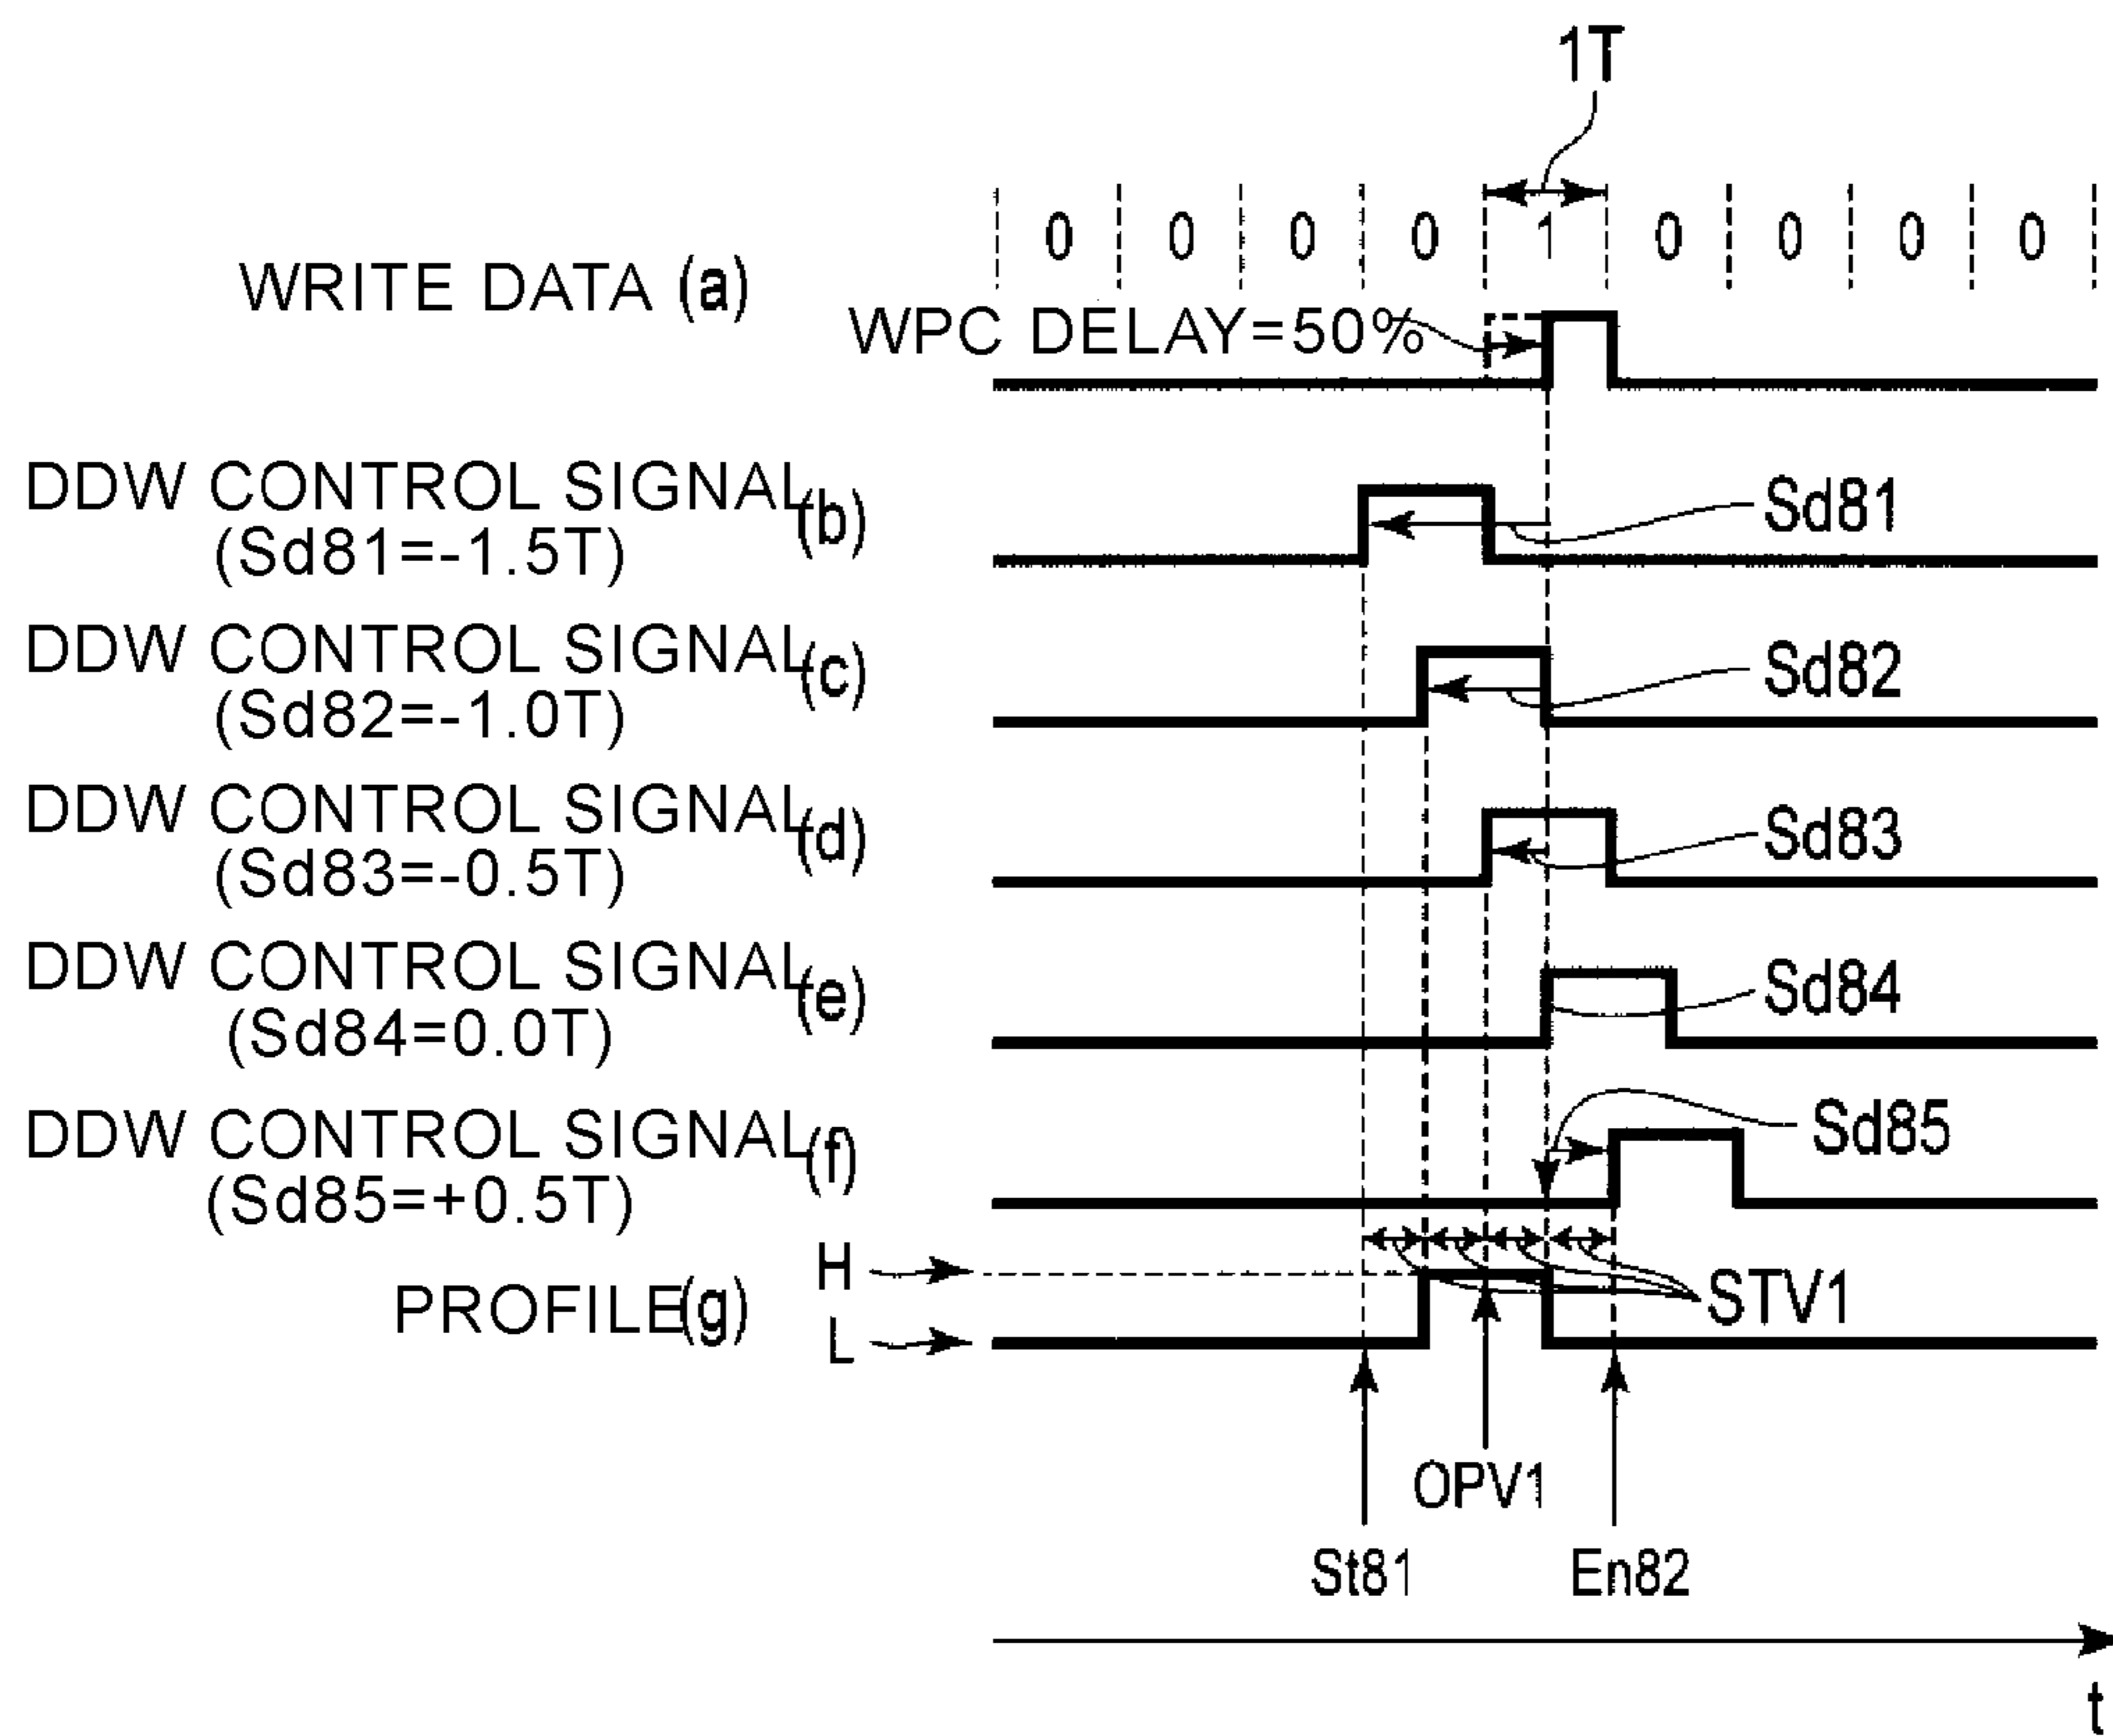 1T
0 0 0 0 1 0 0 0 0
WRITE DATA (a)
WPC DELAY=50%
DDW CONTROL SIGNAL (b)
(Sd81=-1.5T)
Sd81
DDW CONTROL SIGNAL (c)
(Sd82=-1.0T)
Sd82
DDW CONTROL SIGNAL (d)
(Sd83=-0.5T)
Sd83
DDW CONTROL SIGNAL (e)
(Sd84=0.0T)
Sd84
DDW CONTROL SIGNAL (f)
(Sd85=+0.5T)
Sd85
H
PROFILE (g)
L
STV1
OPV1
St81
En82
t